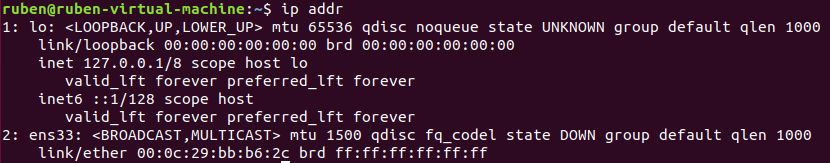 ruben@ruben-virtual-machine:~$ ip addr
1: lo: <LOOPBACK,UP,LOWER_UP> mtu 65536 qdisc noqueue state UNKNOWN group default qlen 1000
link/loopback 00:00:00:00:00:00 brd 00:00:00:00:00:00
inet 127.0.0.1/8 scope host lo
valid_lft forever preferred_lft forever
inet6 ::1/128 scope host
valid_lft forever preferred_lft forever
2: ens33: <BROADCAST,MULTICAST> mtu 1500 qdisc fq_codel state DOWN group default qlen 1000
link/ether 00:0c:29:bb:b6:2c brd ff:ff:ff:ff:ff:ff